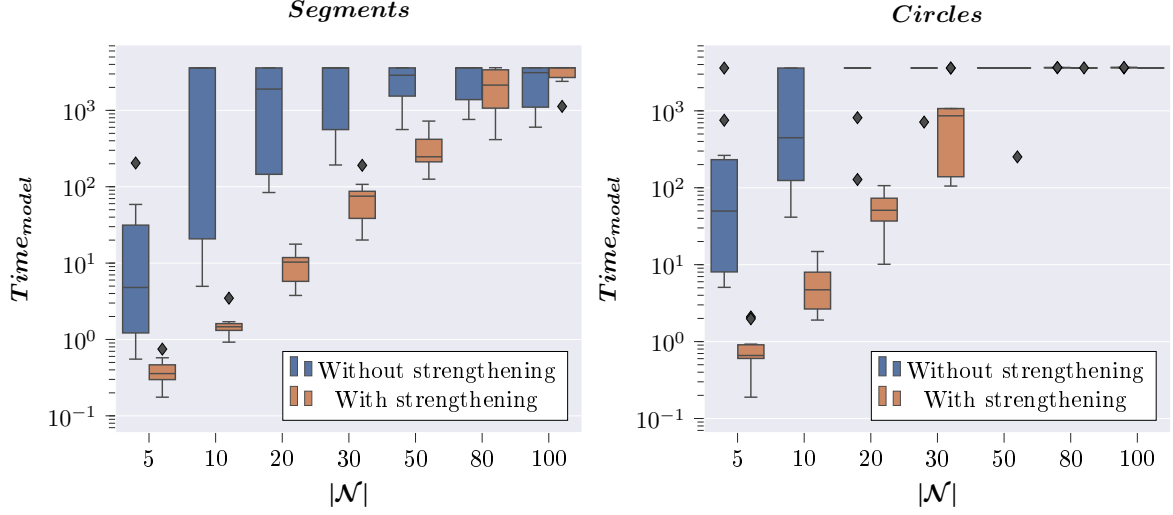 Segments
Time_model
10^3
10^2
10^1
10^0
10^-1
Without strengthening
With strengthening
5 10 20 30 50 80 100
|𝒩|
Circles
Time_model
10^3
10^2
10^1
10^0
10^-1
Without strengthening
With strengthening
5 10 20 30 50 80 100
|𝒩|